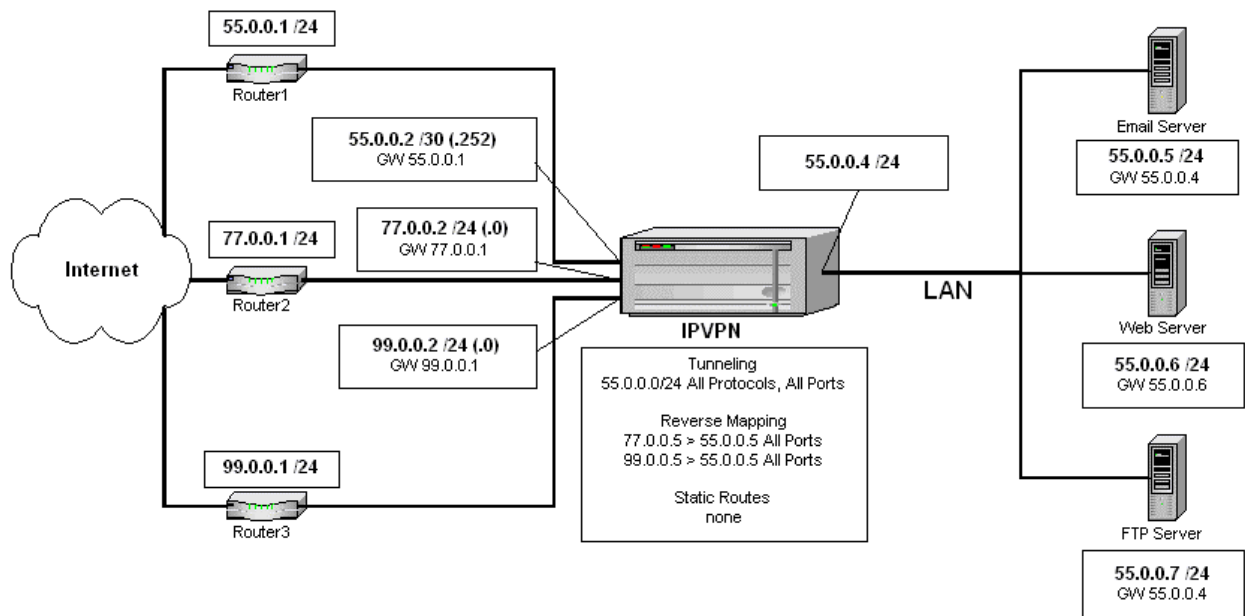 55.0.0.1 /24
Router1
55.0.0.2 /30 (.252)
GW 55.0.0.1
77.0.0.1 /24
Router2
77.0.0.2 /24 (.0)
GW 77.0.0.1
Internet
99.0.0.2 /24 (.0)
GW 99.0.0.1
99.0.0.1 /24
Router3
55.0.0.4 /24
IPVPN
Tunneling
55.0.0.0/24 All Protocols, All Ports
Reverse Mapping
77.0.0.5 > 55.0.0.5 All Ports
99.0.0.5 > 55.0.0.5 All Ports
Static Routes
none
LAN
Email Server
55.0.0.5 /24
GW 55.0.0.4
Web Server
55.0.0.6 /24
GW 55.0.0.6
FTP Server
55.0.0.7 /24
GW 55.0.0.4